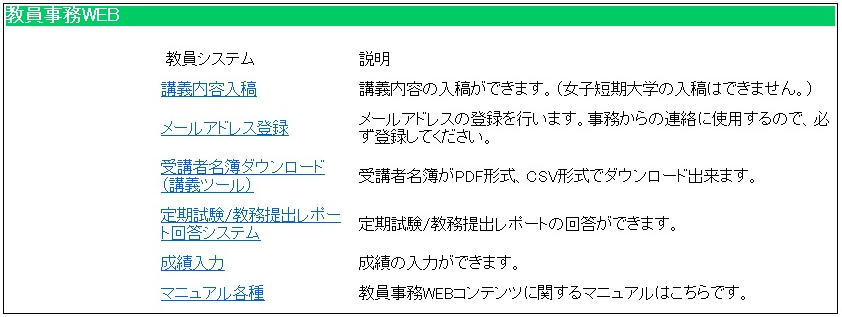 教員事務WEB
教員システム 説明
講義内容入稿 講義内容の入稿ができます。（女子短期大学の入稿はできません。）
メールアドレス登録 メールアドレスの登録を行います。事務からの連絡に使用するので、必
ず登録してください。
受講者名簿ダウンロード
（講義ツール） 受講者名簿がPDF形式、CSV形式でダウンロード出来ます。
定期試験/教務提出レポー
ト回答システム 定期試験/教務提出レポートの回答ができます。
成績入力 成績の入力ができます。
マニュアル各種 教員事務WEBコンテンツに関するマニュアルはこちらです。